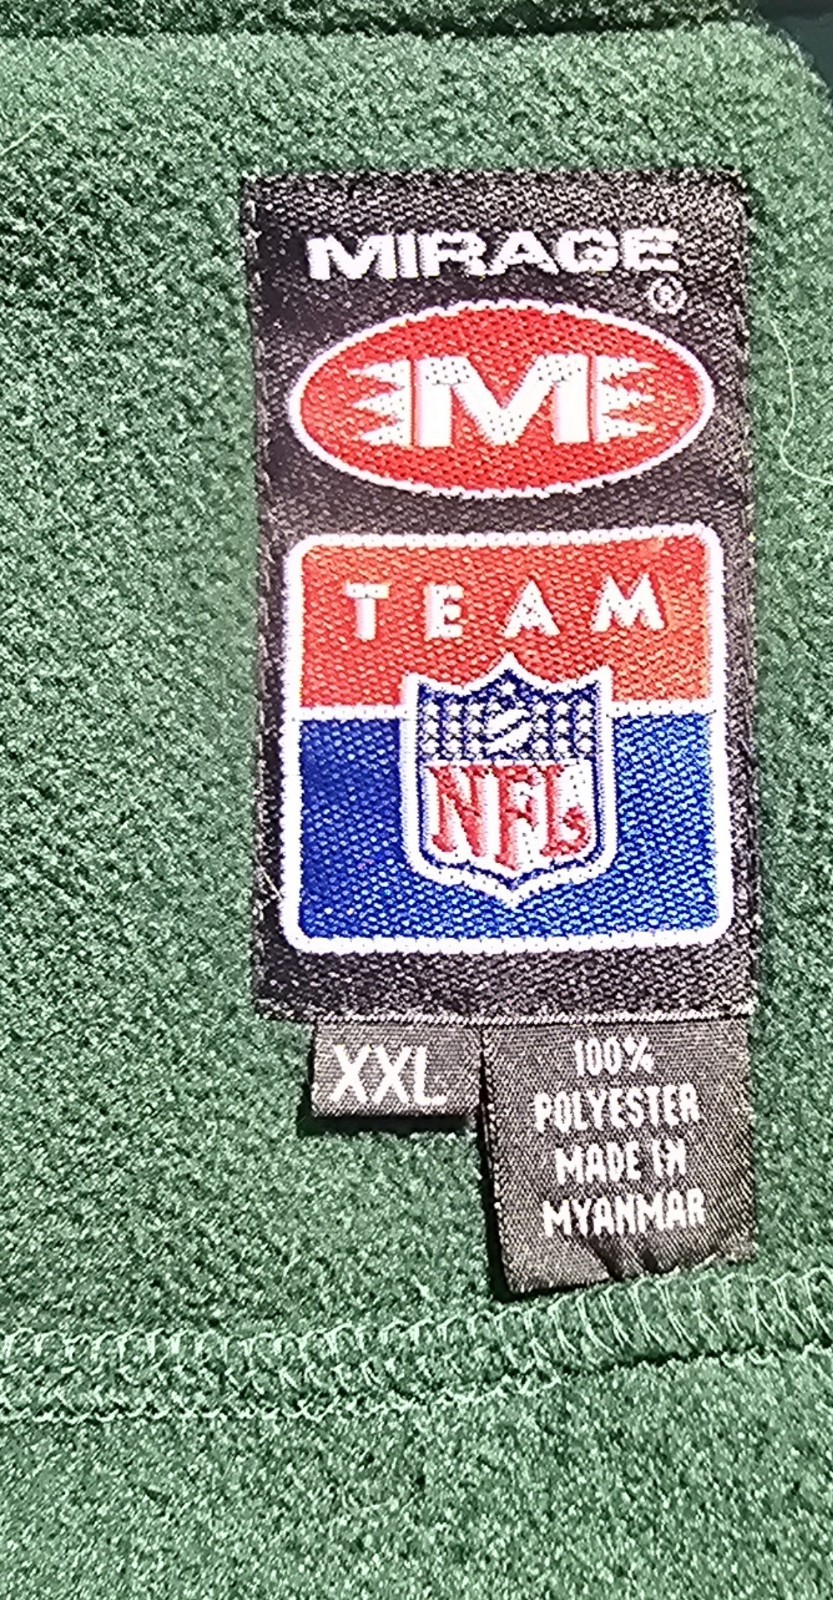 MIRAGE
®
M
TEAM
NFL
XXL
100%
POLYESTER
MADE IN
MYANMAR